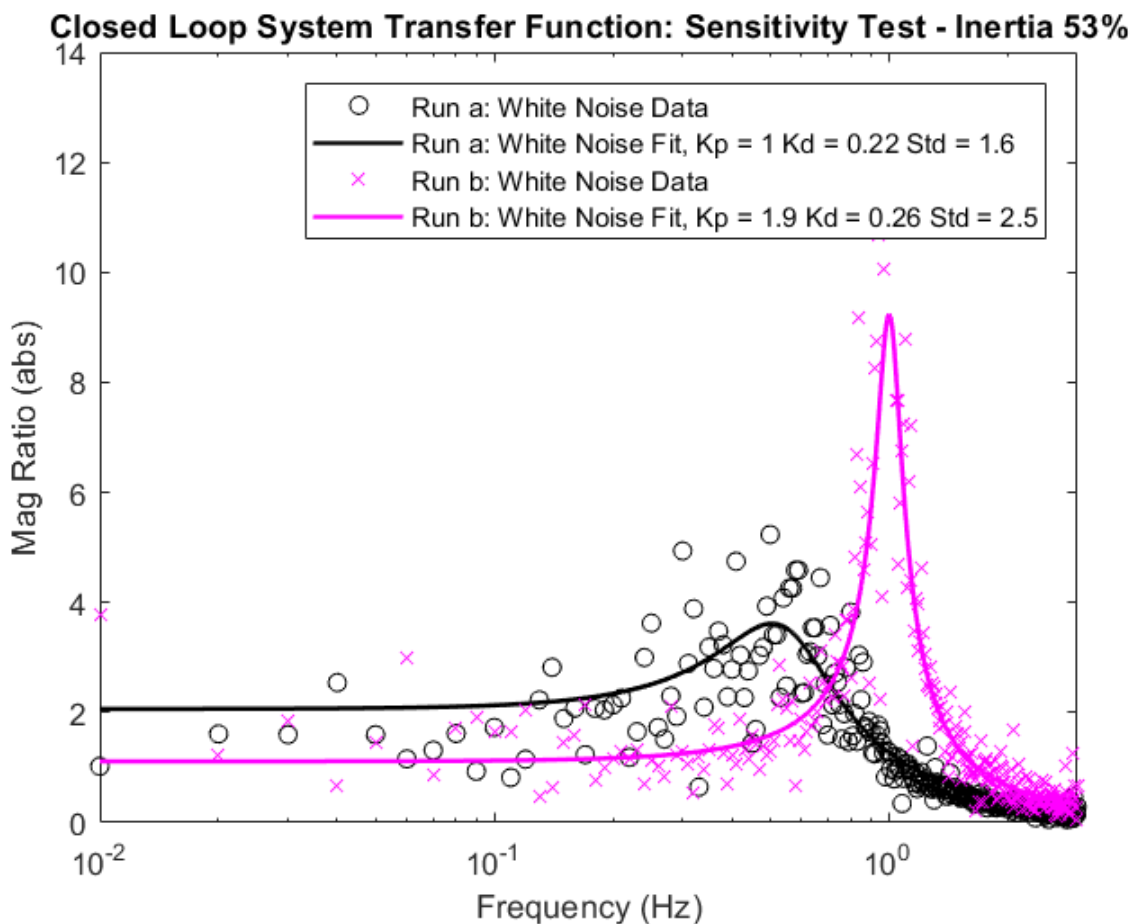 Closed Loop System Transfer Function: Sensitivity Test - Inertia 53%
14
12
10
8
6
4
2
0
Mag Ratio (abs)
Run a: White Noise Data
Run a: White Noise Fit, Kp = 1 Kd = 0.22 Std = 1.6
Run b: White Noise Data
Run b: White Noise Fit, Kp = 1.9 Kd = 0.26 Std = 2.5
10⁻² 10⁻¹ 10⁰
Frequency (Hz)